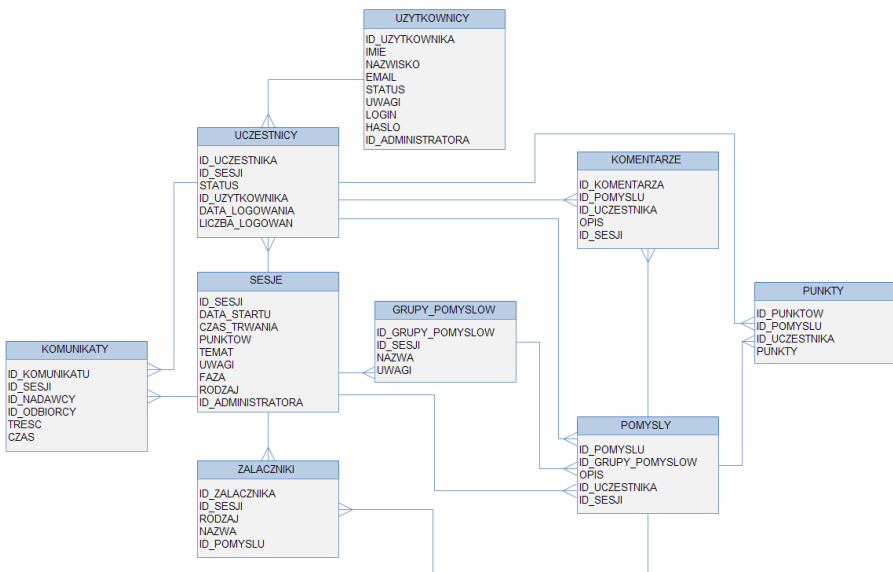 UZYTKOWNICY
ID_UZYTKOWNIKA
IMIE
NAZWISKO
EMAIL
STATUS
UWAGI
LOGIN
HASLO
ID_ADMINISTRATORA
UCZESTNICY
ID_UCZESTNIKA
ID_SESJI
STATUS
ID_UZYTKOWNIKA
DATA_LOGOWANIA
LICZBA_LOGOWAN
KOMENTARZE
ID_KOMENTARZA
ID_POMYSLU
ID_UCZESTNIKA
OPIS
ID_SESJI
SESJE
ID_SESJI
DATA_STARTU
CZAS_TRWANIA
PUNKTOW
TEMAT
UWAGI
FAZA
RODZAJ
ID_ADMINISTRATORA
GRUPY_POMYSLOW
ID_GRUPY_POMYSLOW
ID_SESJI
NAZWA
UWAGI
PUNKTY
ID_PUNKTOW
ID_POMYSLU
ID_UCZESTNIKA
PUNKTY
KOMUNIKATY
ID_KOMUNIKATU
ID_SESJI
ID_NADAWCY
ID_ODBIORCY
TRESC
CZAS
POMYSLY
ID_POMYSLU
ID_GRUPY_POMYSLOW
OPIS
ID_UCZESTNIKA
ID_SESJI
ZALACZNIKI
ID_ZALACZNIKA
ID_SESJI
RODZAJ
NAZWA
ID_POMYSLU